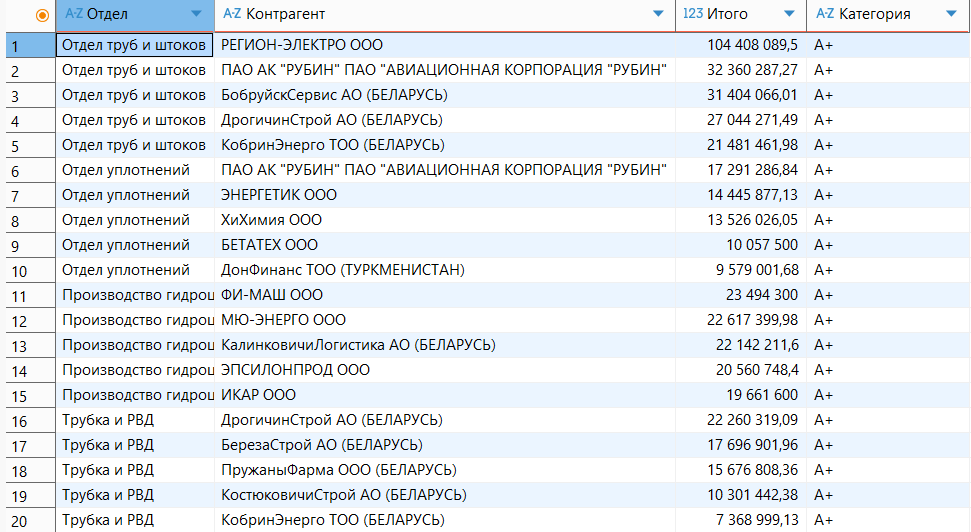 A-Z Отдел A-Z Контрагент 123 Итого A-Z Категория
1 Отдел труб и штоков РЕГИОН-ЭЛЕКТРО ООО 104 408 089,5 А+
2 Отдел труб и штоков ПАО АК "РУБИН" ПАО "АВИАЦИОННАЯ КОРПОРАЦИЯ "РУБИН" 32 360 287,27 А+
3 Отдел труб и штоков БобруйскСервис АО (БЕЛАРУСЬ) 31 404 066,01 А+
4 Отдел труб и штоков ДрогичинСтрой АО (БЕЛАРУСЬ) 27 044 271,49 А+
5 Отдел труб и штоков КобринЭнерго ТОО (БЕЛАРУСЬ) 21 481 461,98 А+
6 Отдел уплотнений ПАО АК "РУБИН" ПАО "АВИАЦИОННАЯ КОРПОРАЦИЯ "РУБИН" 17 291 286,84 А+
7 Отдел уплотнений ЭНЕРГЕТИК ООО 14 445 877,13 А+
8 Отдел уплотнений ХиХимия ООО 13 526 026,05 А+
9 Отдел уплотнений БЕТАТЕХ ООО 10 057 500 А+
10 Отдел уплотнений ДонФинанс ТОО (ТУРКМЕНИСТАН) 9 579 001,68 А+
11 Производство гидроц ФИ-МАШ ООО 23 494 300 А+
12 Производство гидроц МЮ-ЭНЕРГО ООО 22 617 399,98 А+
13 Производство гидроц КалинковичиЛогистика АО (БЕЛАРУСЬ) 22 142 211,6 А+
14 Производство гидроц ЭПСИЛОНПРОД ООО 20 560 748,4 А+
15 Производство гидроц ИКАР ООО 19 661 600 А+
16 Трубка и РВД ДрогичинСтрой АО (БЕЛАРУСЬ) 22 260 319,09 А+
17 Трубка и РВД БерезаСтрой АО (БЕЛАРУСЬ) 17 696 901,96 А+
18 Трубка и РВД ПружаныФарма ООО (БЕЛАРУСЬ) 15 676 808,36 А+
19 Трубка и РВД КостюковичиСтрой АО (БЕЛАРУСЬ) 10 301 442,38 А+
20 Трубка и РВД КобринЭнерго ТОО (БЕЛАРУСЬ) 7 368 999,13 А+